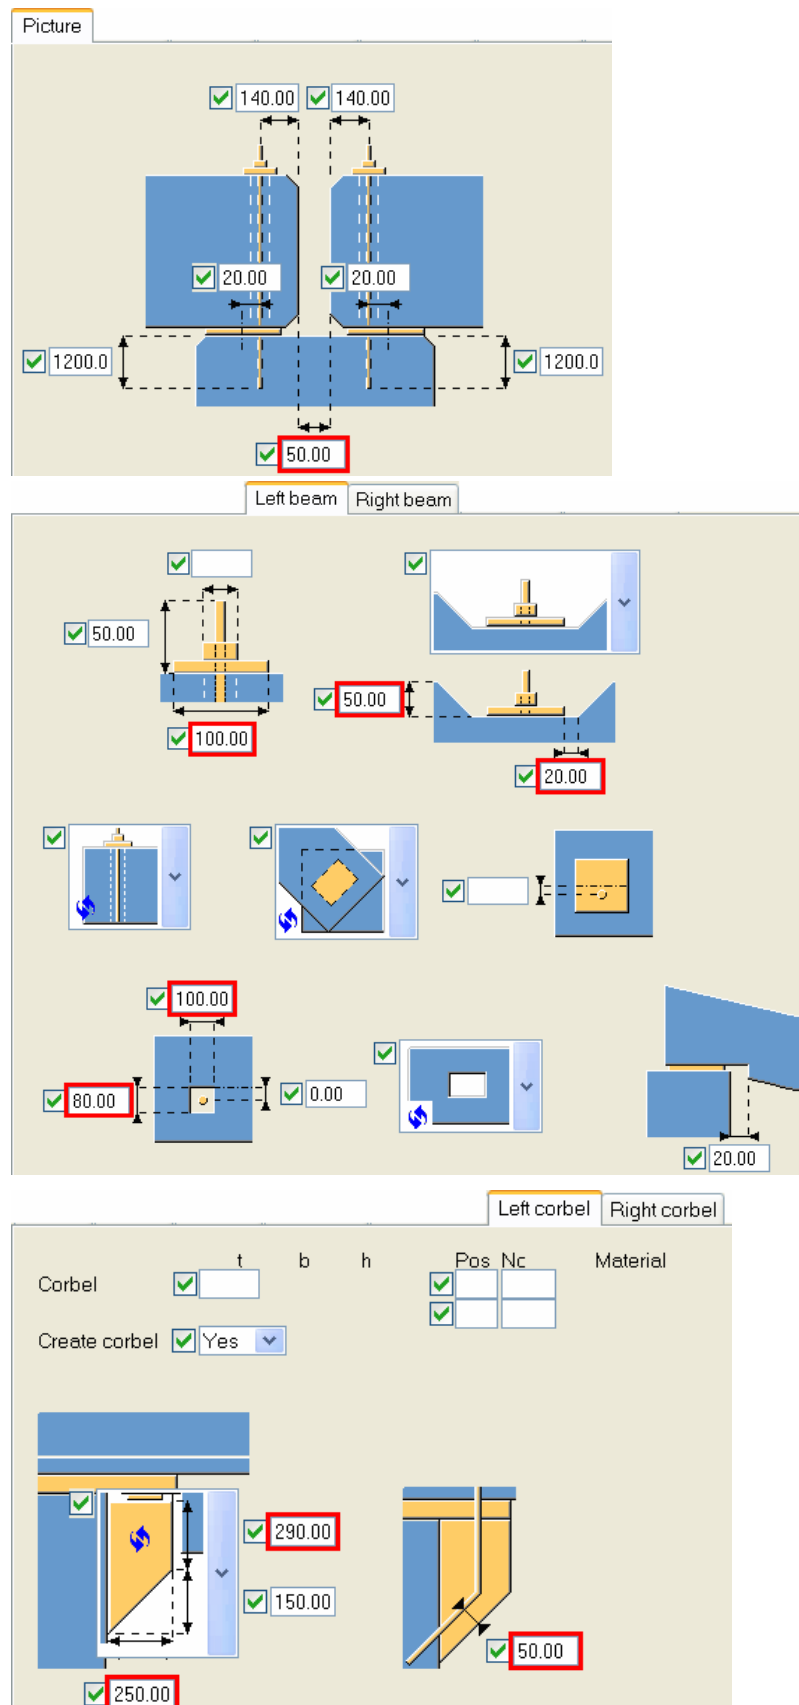 Picture
140.00 140.00
20.00 20.00
1200.0 1200.0
50.00
Left beam Right beam
50.00
50.00
100.00
20.00
100.00
80.00 0.00
20.00
Left corbel Right corbel
t b h Pos Nc Material
Corbel
Create corbel Yes
290.00
150.00
50.00
250.00